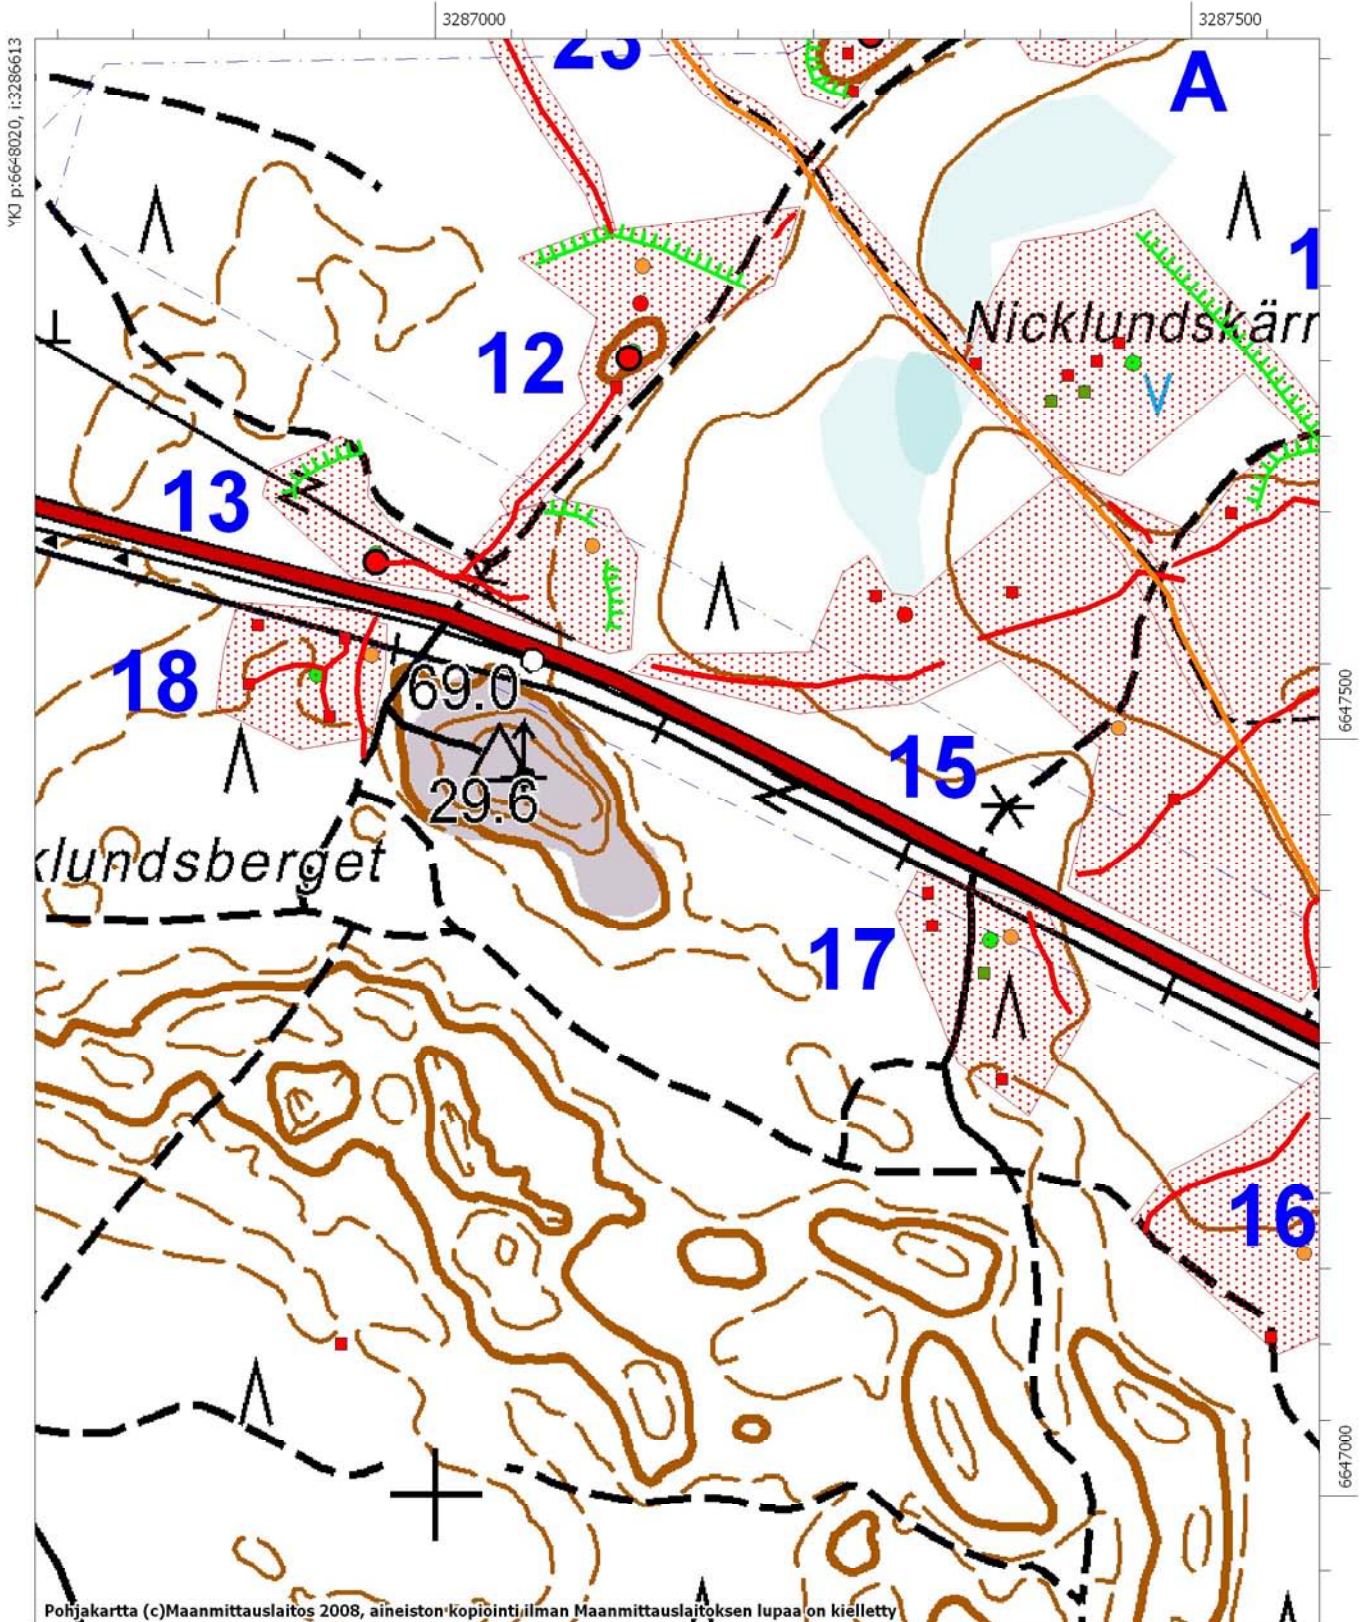 3287000
3287500
YKJ p:6648020, i:3286613
23
A
1
Nicklundskärr
12
13
18
69.0
6647500
15
29.6
klundsberget
17
16
6647000
Pohjakartta (c)Maanmittauslaitos 2008, aineiston kopiointi ilman Maanmittauslaitoksen lupaa on kielletty